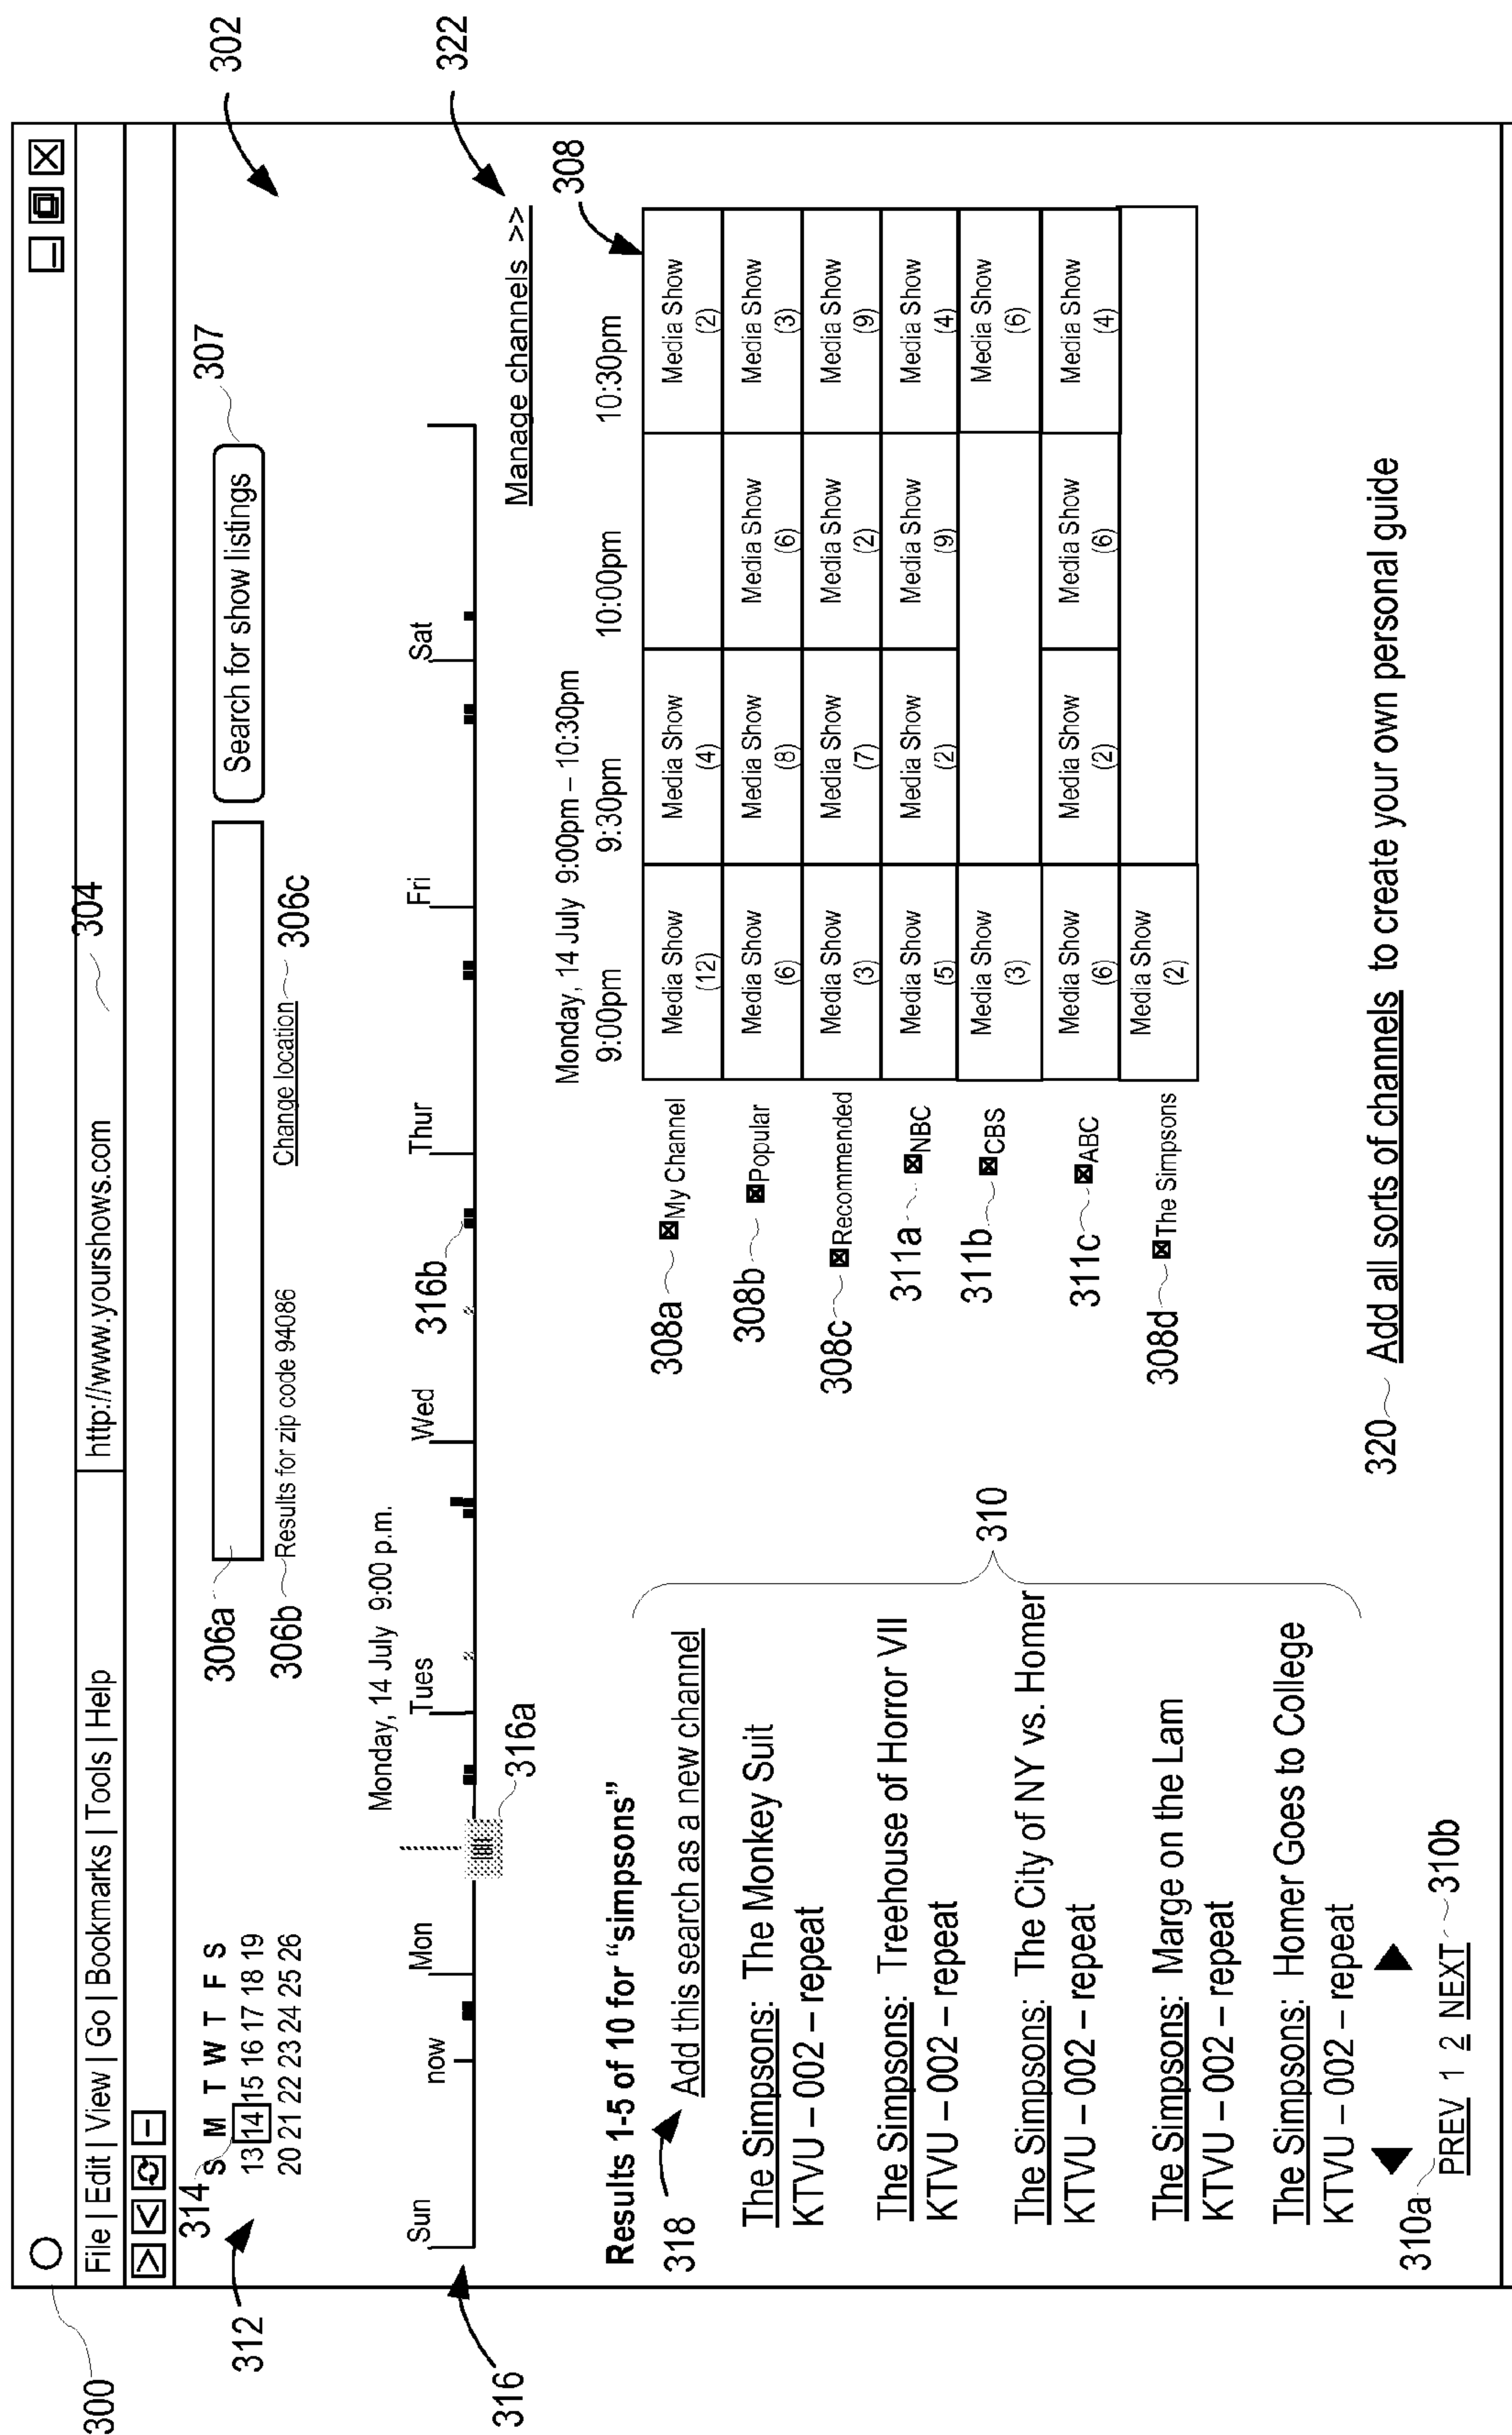 300
File | Edit | View | Go | Bookmarks | Tools | Help
http://www.yourshows.com
304
302
314
S M T W T F S
13 14 15 16 17 18 19
20 21 22 23 24 25 26
312
306a
Search for show listings
307
306b
Results for zip code 94086
Change location
306c
Monday, 14 July 9:00 p.m.
Sun
now
Mon
Tues
Wed
Thur
Fri
Sat
316
316a
316b
Manage channels >>
322
Results 1-5 of 10 for “simpsons”
318
Add this search as a new channel
The Simpsons: The Monkey Suit
KTVU – 002 – repeat
The Simpsons: Treehouse of Horror VII
KTVU – 002 – repeat
The Simpsons: The City of NY vs. Homer
KTVU – 002 – repeat
The Simpsons: Marge on the Lam
KTVU – 002 – repeat
The Simpsons: Homer Goes to College
KTVU – 002 – repeat
310
310a
PREV 1 2 NEXT
310b
Monday, 14 July 9:00pm – 10:30pm
9:00pm 9:30pm 10:00pm 10:30pm
308
308a
My Channel
Media Show Media Show Media Show
(12) (4) (2)
308b
Popular
Media Show Media Show Media Show Media Show
(6) (8) (6) (3)
308c
Recommended
Media Show Media Show Media Show Media Show
(3) (7) (2) (9)
311a
NBC
Media Show Media Show Media Show Media Show
(5) (2) (9) (4)
311b
CBS
Media Show Media Show
(3) (6)
311c
ABC
Media Show Media Show Media Show Media Show
(6) (2) (6) (4)
308d
The Simpsons
Media Show
(2)
320
Add all sorts of channels to create your own personal guide